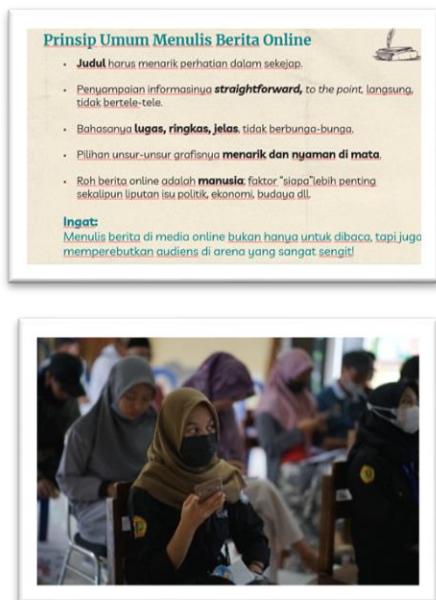 Prinsip Umum Menulis Berita Online
• Judul harus menarik perhatian dalam sekejap.
• Penyampaian informasinya straightforward, to the point, langsung,
tidak bertele-tele.
• Bahasanya lugas, ringkas, jelas, tidak berbunga-bunga.
• Pilihan unsur-unsur grafisnya menarik dan nyaman di mata.
• Roh berita online adalah manusia; faktor "siapa"lebih penting
sekalipun liputan isu politik, ekonomi, budaya dll.
Ingat:
Menulis berita di media online bukan hanya untuk dibaca, tapi juga
memperebutkan audiens di arena yang sangat sengit!